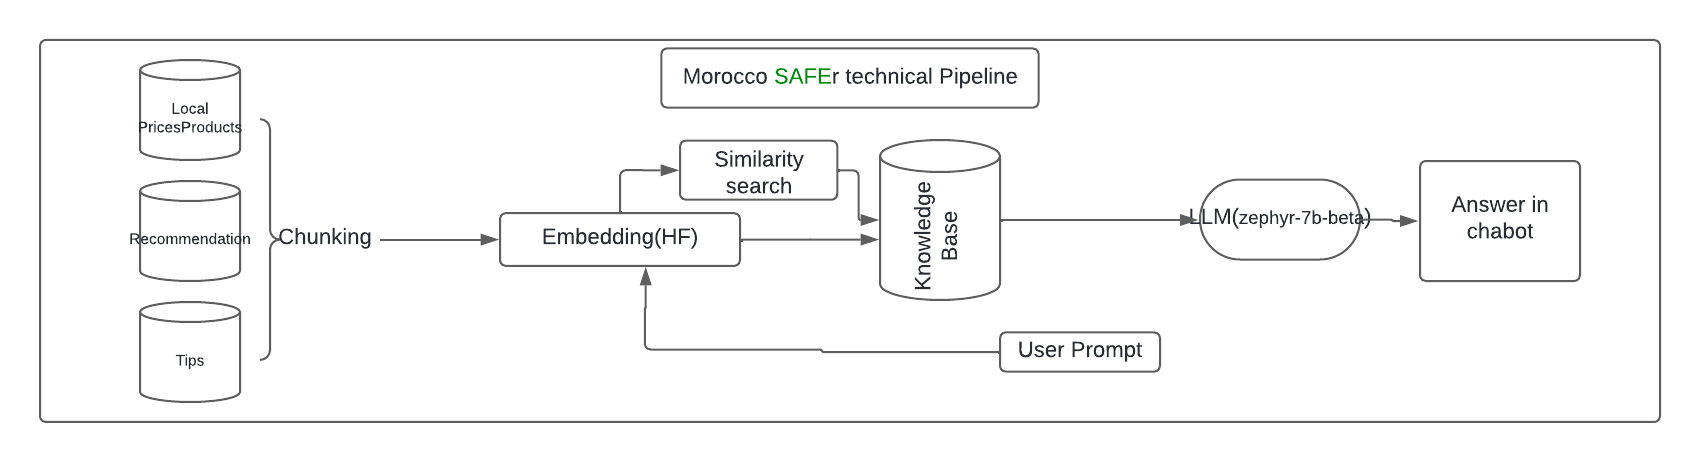 Morocco SAFEr technical Pipeline
Local
PricesProducts
Recommendation
Tips
Chunking
Embedding(HF)
Similarity
search
Knowledge
Base
User Prompt
LLM(zephyr-7b-beta)
Answer in
chabot